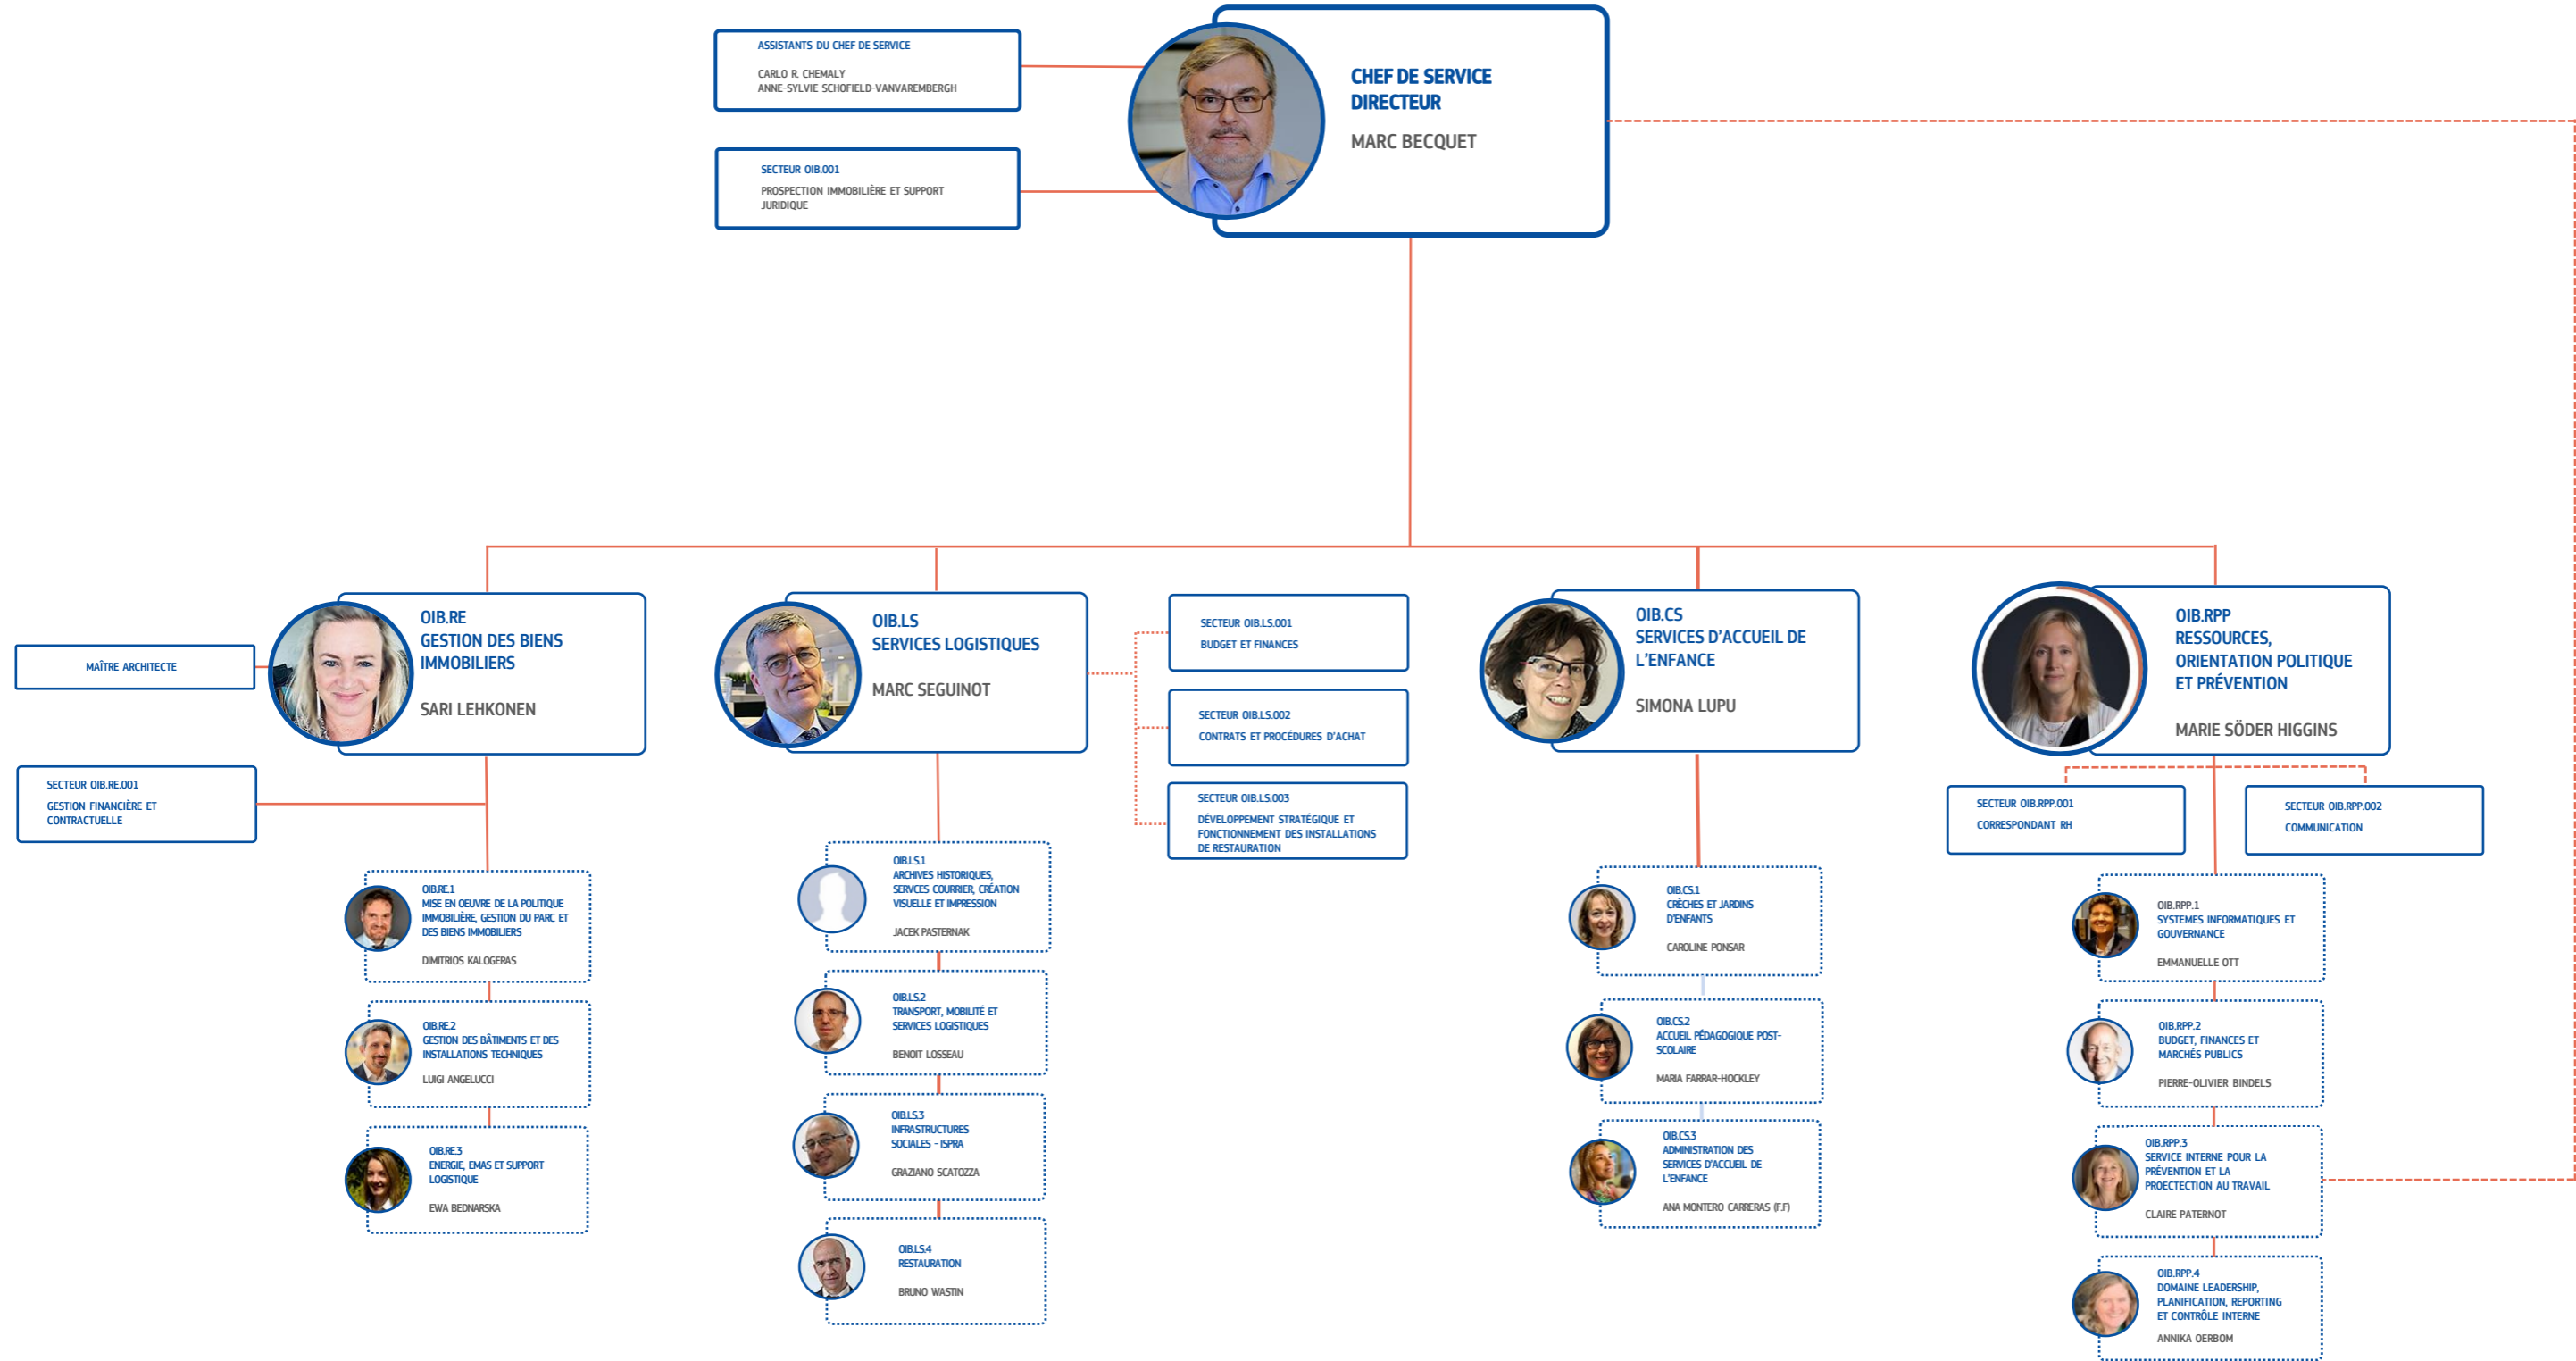 ASSISTANTS DU CHEF DE SERVICE
CARLO R. CHEMALY
ANNE-SYLVIE SCHOFIELD-VANVAREMBERGH
SECTEUR OIB.001
PROSPECTION IMMOBILIÈRE ET SUPPORT
JURIDIQUE
CHEF DE SERVICE
DIRECTEUR
MARC BECQUET
MAÎTRE ARCHITECTE
OIB.RE
GESTION DES BIENS
IMMOBILIERS
SARI LEHKONEN
SECTEUR OIB.RE.001
GESTION FINANCIÈRE ET
CONTRACTUELLE
OIB.RE.1
MISE EN OEUVRE DE LA POLITIQUE
IMMOBILIÈRE, GESTION DU PARC ET
DES BIENS IMMOBILIERS
DIMITRIOS KALOGERAS
OIB.RE.2
GESTION DES BÂTIMENTS ET DES
INSTALLATIONS TECHNIQUES
LUIGI ANGELUCCI
OIB.RE.3
ENERGIE, EMAS ET SUPPORT
LOGISTIQUE
EWA BEDNARSKA
OIB.LS
SERVICES LOGISTIQUES
MARC SEGUINOT
SECTEUR OIB.LS.001
BUDGET ET FINANCES
SECTEUR OIB.LS.002
CONTRATS ET PROCÉDURES D'ACHAT
SECTEUR OIB.LS.003
DÉVELOPPEMENT STRATÉGIQUE ET
FONCTIONNEMENT DES INSTALLATIONS
DE RESTAURATION
OIB.LS.1
ARCHIVES HISTORIQUES,
SERVCES COURRIER, CRÉATION
VISUELLE ET IMPRESSION
JACEK PASTERNAK
OIB.LS.2
TRANSPORT, MOBILITÉ ET
SERVICES LOGISTIQUES
BENOIT LOSSEAU
OIB.LS.3
INFRASTRUCTURES
SOCIALES - ISPRA
GRAZIANO SCATOZZA
OIB.LS.4
RESTAURATION
BRUNO WASTIN
OIB.CS
SERVICES D'ACCUEIL DE
L'ENFANCE
SIMONA LUPU
OIB.CS.1
CRÈCHES ET JARDINS
D'ENFANTS
CAROLINE PONSAR
OIB.CS.2
ACCUEIL PÉDAGOGIQUE POST-
SCOLAIRE
MARIA FARRAR-HOCKLEY
OIB.CS.3
ADMINISTRATION DES
SERVICES D'ACCUEIL DE
L'ENFANCE
ANA MONTERO CARRERAS (F.F)
OIB.RPP
RESSOURCES,
ORIENTATION POLITIQUE
ET PRÉVENTION
MARIE SÖDER HIGGINS
SECTEUR OIB.RPP.001
CORRESPONDANT RH
SECTEUR OIB.RPP.002
COMMUNICATION
OIB.RPP.1
SYSTEMES INFORMATIQUES ET
GOUVERNANCE
EMMANUELLE OTT
OIB.RPP.2
BUDGET, FINANCES ET
MARCHÉS PUBLICS
PIERRE-OLIVIER BINDELS
OIB.RPP.3
SERVICE INTERNE POUR LA
PRÉVENTION ET LA
PROECTECTION AU TRAVAIL
CLAIRE PATERNOT
OIB.RPP.4
DOMAINE LEADERSHIP,
PLANIFICATION, REPORTING
ET CONTRÔLE INTERNE
ANNIKA OERBOM